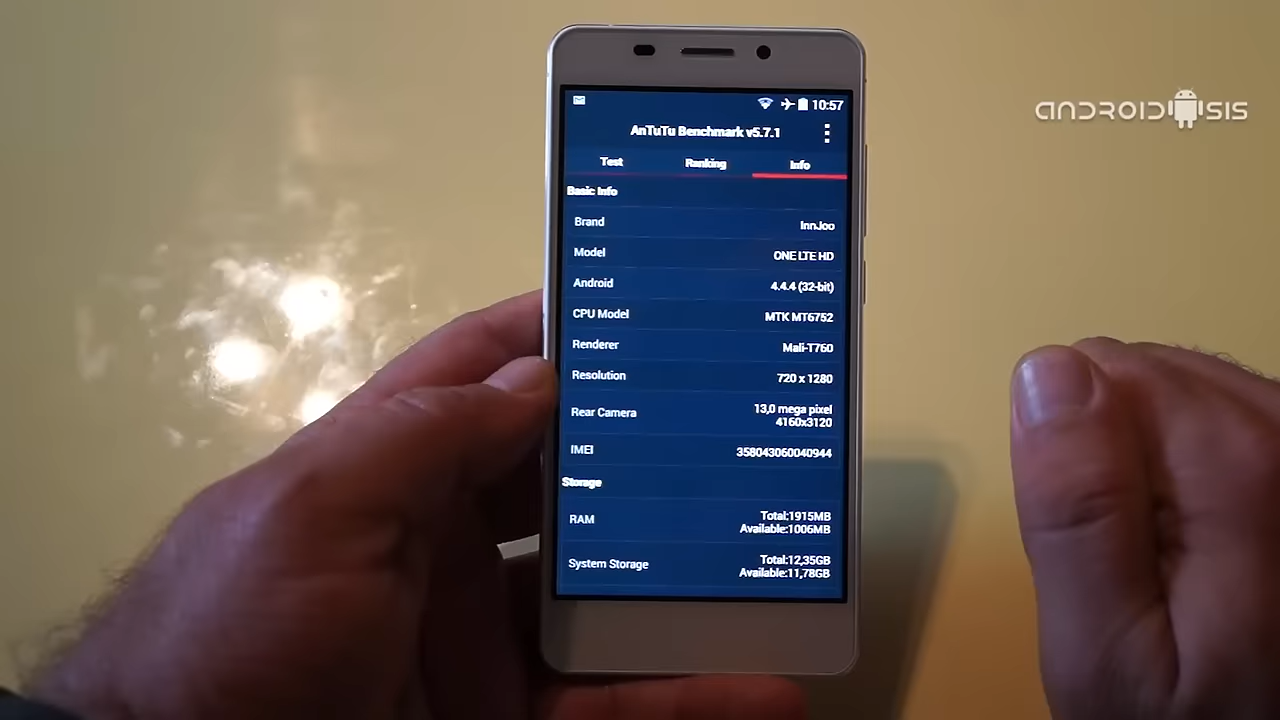 10:57
AnTuTu Benchmark v5.7.1
Test Ranking Info
Basic Info
Brand InnJoo
Model ONE LTE HD
Android 4.4.4 (32-bit)
CPU Model MTK MT6752
Renderer Mali-T760
Resolution 720 x 1280
Rear Camera 13,0 mega pixel
4160x3120
IMEI 358043060040944
Storage
RAM Total:1915MB
Available:1006MB
System Storage Total:12,35GB
Available:11,78GB
ANDROIDSIS